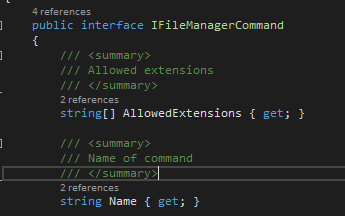 4 references
public interface IFileManagerCommand
{
/// <summary>
/// Allowed extensions
/// </summary>
2 references
string[] AllowedExtensions { get; }
/// <summary>
/// Name of command
/// </summary>
2 references
string Name { get; }